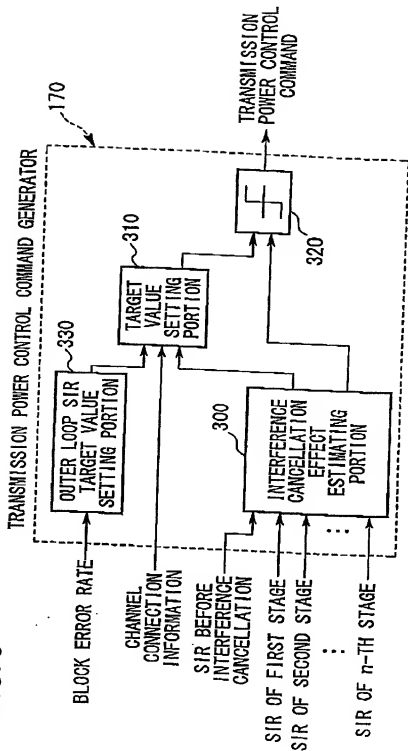 TRANSMISSION POWER CONTROL COMMAND GENERATOR
170
BLOCK ERROR RATE
330
OUTER LOOP SIR
TARGET VALUE
SETTING PORTION
CHANNEL
CONNECTION
INFORMATION
310
TARGET
VALUE
SETTING
PORTION
TRANSMISSION
POWER CONTROL
COMMAND
320
SIR BEFORE
INTERFERENCE
CANCELLATION
SIR OF FIRST STAGE
SIR OF SECOND STAGE
⋮
SIR OF n-TH STAGE
300
INTERFERENCE
CANCELLATION
EFFECT
ESTIMATING
PORTION
⋮